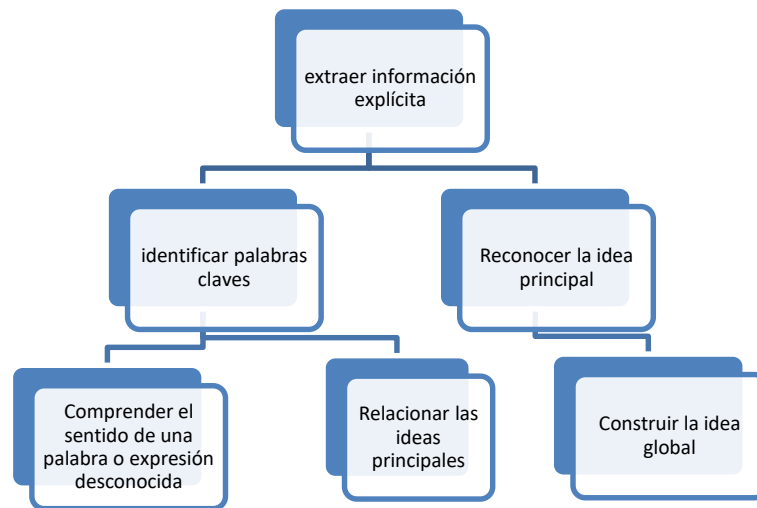 extraer información
explícita
identificar palabras
claves
Reconocer la idea
principal
Comprender el
sentido de una
palabra o expresión
desconocida
Relacionar las
ideas
principales
Construir la idea
global